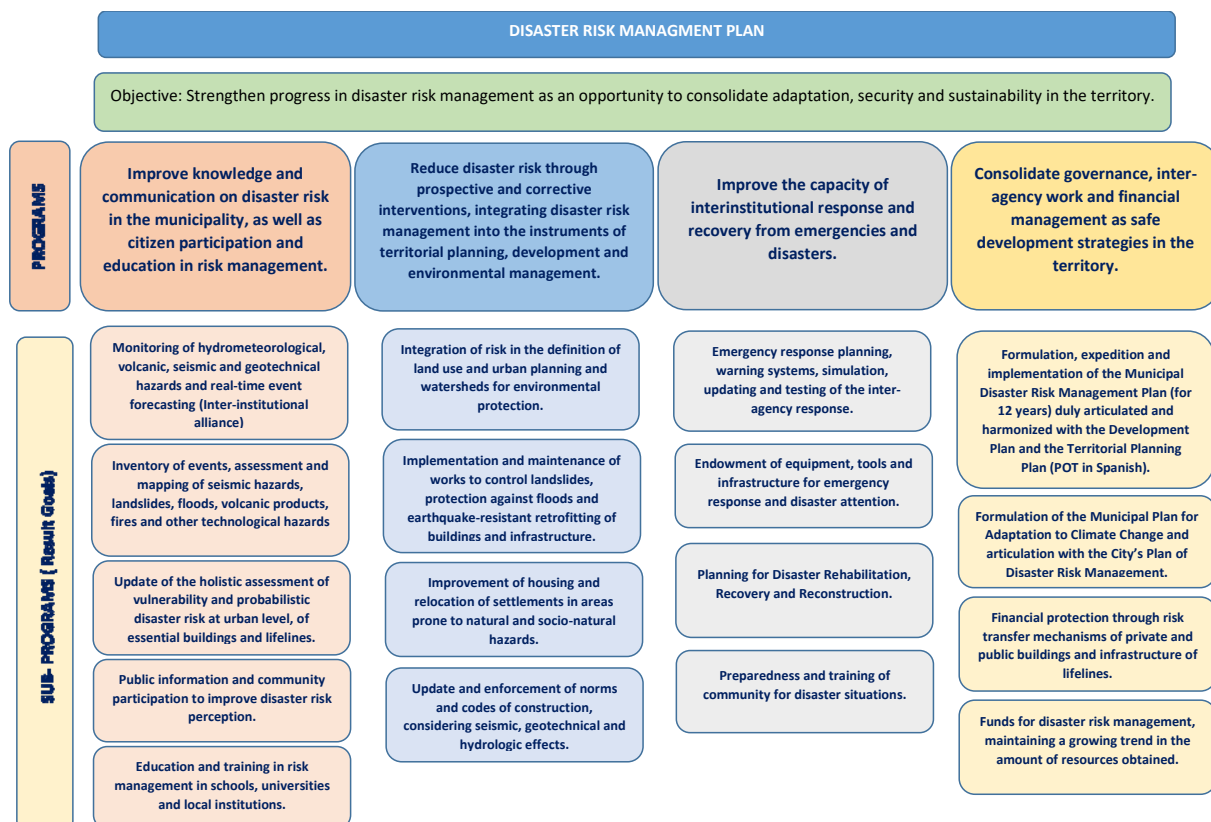 DISASTER RISK MANAGMENT PLAN
Objective: Strengthen progress in disaster risk management as an opportunity to consolidate adaptation, security and sustainability in the territory.
PROGRAMS
Improve knowledge and
communication on disaster risk
in the municipality, as well as
citizen participation and
education in risk management.
Reduce disaster risk through
prospective and corrective
interventions, integrating disaster risk
management into the instruments of
territorial planning, development and
environmental management.
Improve the capacity of
interinstitutional response and
recovery from emergencies and
disasters.
Consolidate governance, inter-
agency work and financial
management as safe
development strategies in the
territory.
SUB- PROGRAMS ( Result Goals)
Monitoring of hydrometeorological,
volcanic, seismic and geotechnical
hazards and real-time event
forecasting (Inter-institutional
alliance)
Inventory of events, assessment and
mapping of seismic hazards,
landslides, floods, volcanic products,
fires and other technological hazards
Update of the holistic assessment of
vulnerability and probabilistic
disaster risk at urban level, of
essential buildings and lifelines.
Public information and community
participation to improve disaster risk
perception.
Education and training in risk
management in schools, universities
and local institutions.
Integration of risk in the definition of
land use and urban planning and
watersheds for environmental
protection.
Implementation and maintenance of
works to control landslides,
protection against floods and
earthquake-resistant retrofitting of
buildings and infrastructure.
Improvement of housing and
relocation of settlements in areas
prone to natural and socio-natural
hazards.
Update and enforcement of norms
and codes of construction,
considering seismic, geotechnical and
hydrologic effects.
Emergency response planning,
warning systems, simulation,
updating and testing of the inter-
agency response.
Endowment of equipment, tools and
infrastructure for emergency
response and disaster attention.
Planning for Disaster Rehabilitation,
Recovery and Reconstruction.
Preparedness and training of
community for disaster situations.
Formulation, expedition and
implementation of the Municipal
Disaster Risk Management Plan (for
12 years) duly articulated and
harmonized with the Development
Plan and the Territorial Planning
Plan (POT in Spanish).
Formulation of the Municipal Plan for
Adaptation to Climate Change and
articulation with the City's Plan of
Disaster Risk Management.
Financial protection through risk
transfer mechanisms of private and
public buildings and infrastructure of
lifelines.
Funds for disaster risk management,
maintaining a growing trend in the
amount of resources obtained.